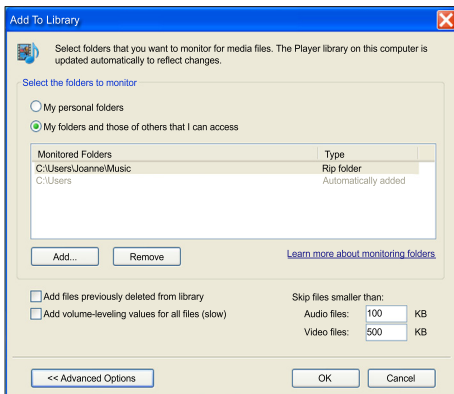 Add To Library
Select folders that you want to monitor for media files. The Player library on this computer is
updated automatically to reflect changes.
Select the folders to monitor
My personal folders
My folders and those of others that I can access
Monitored Folders Type
C:\Users\Joanne\Music Rip folder
C:\Users Automatically added
Add... Remove Learn more about monitoring folders
Add files previously deleted from library Skip files smaller than:
Add volume-leveling values for all files (slow) Audio files: 100 KB
Video files: 500 KB
<< Advanced Options OK Cancel